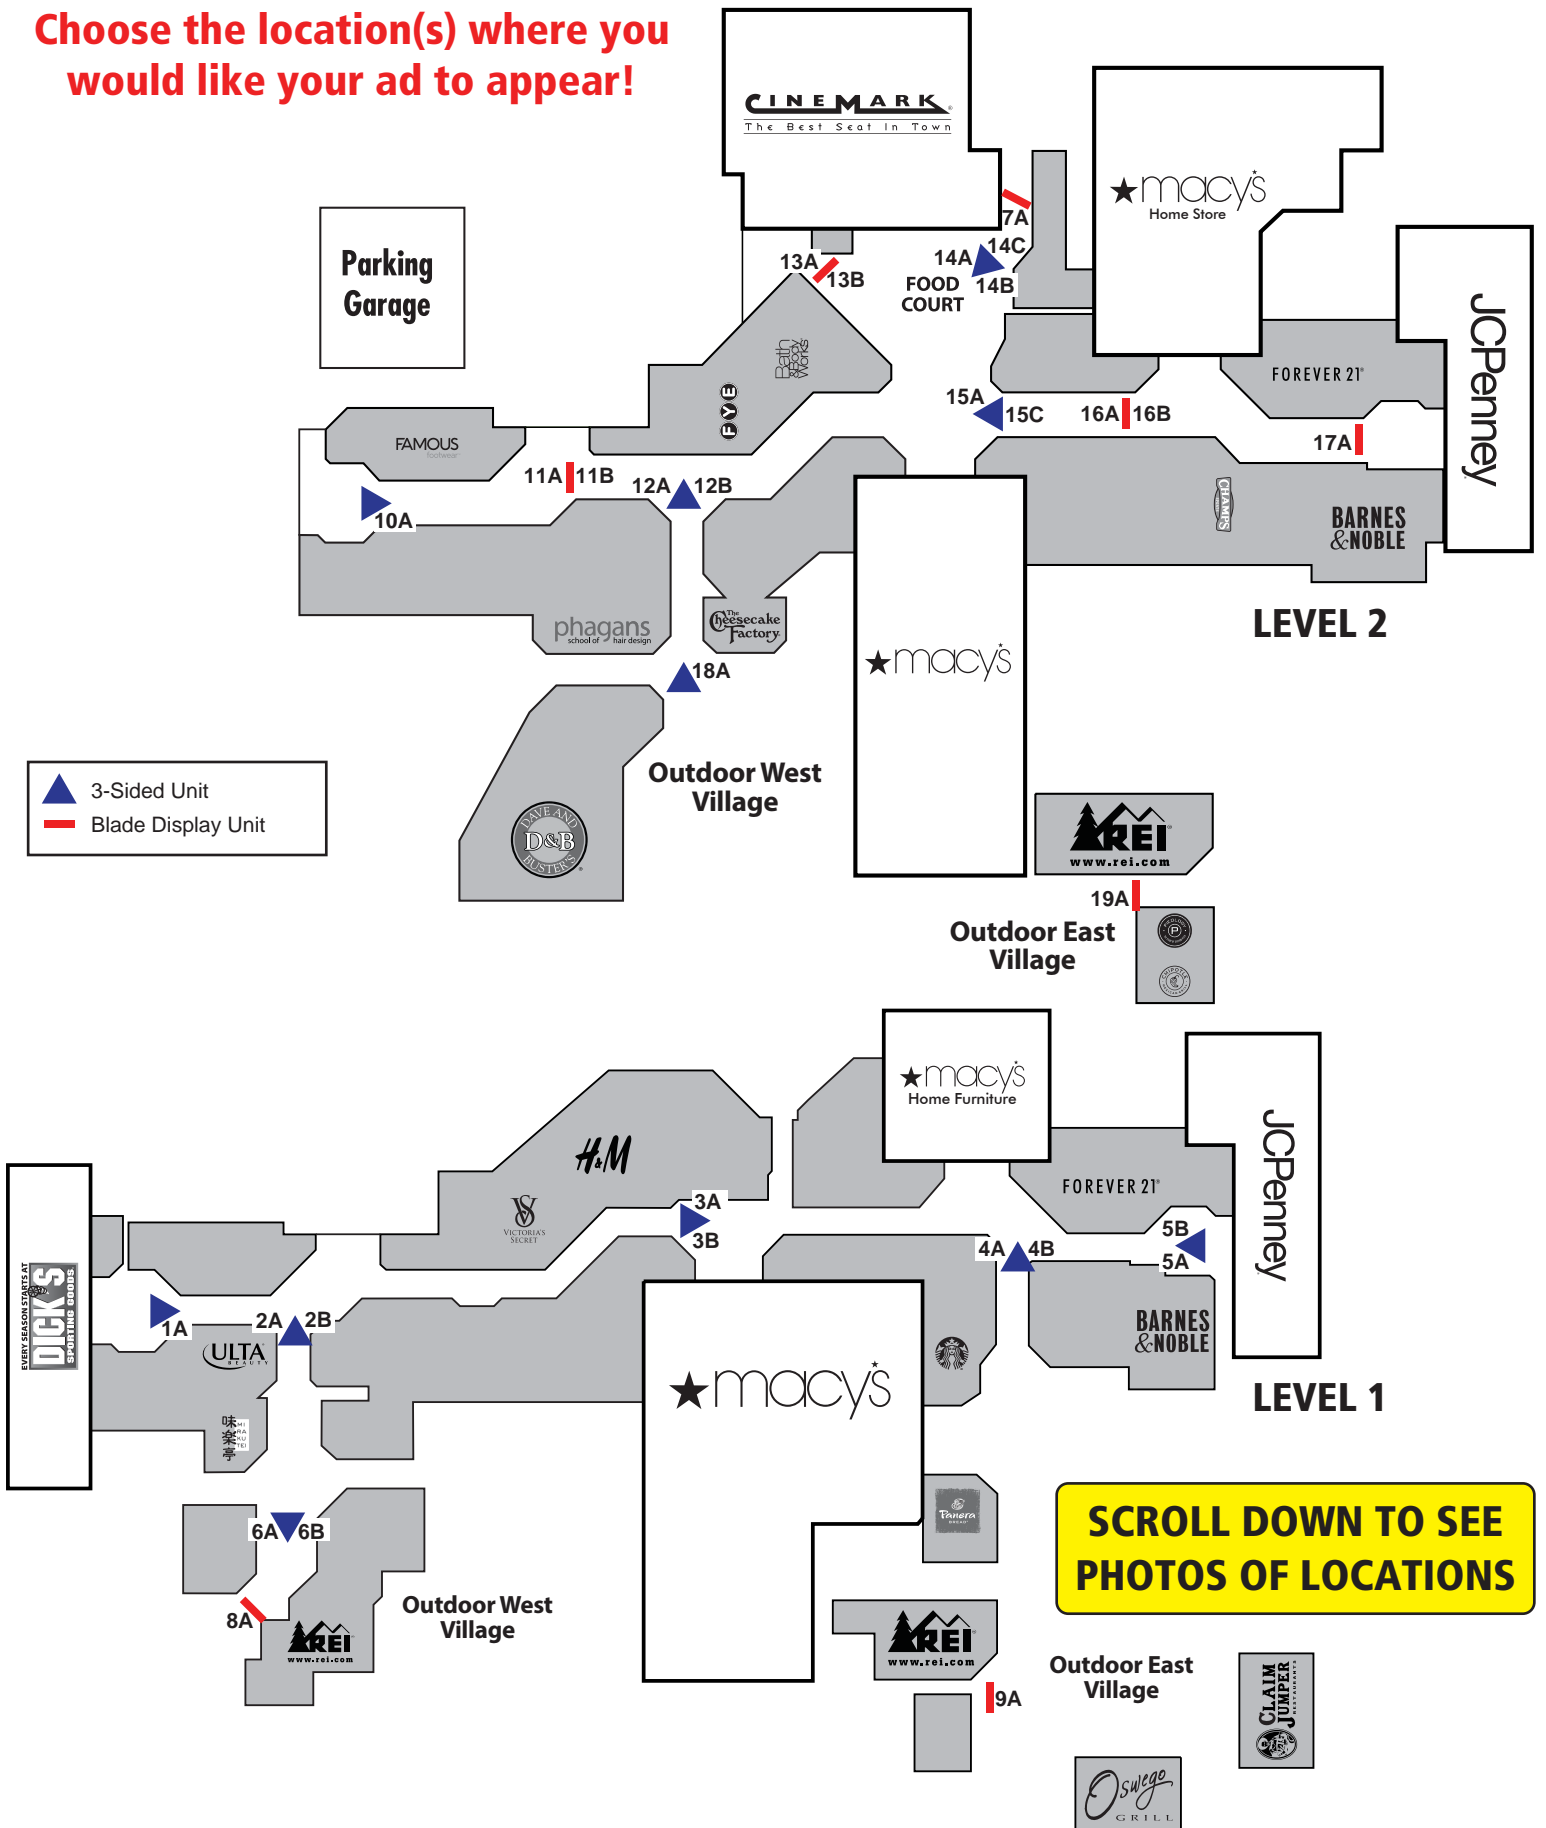 Choose the location(s) where you
would like your ad to appear!
CINEMARK
The Best Seat In Town
macy's
Home Store
7A
14C
14A
14B
FOOD
COURT
13A
13B
Parking
Garage
Bath
&Body
Works
FYE
JCPenney
FOREVER 21
15A
15C
16A
16B
17A
FAMOUS
footwear
11A
11B
12A
12B
10A
CHAMPS
BARNES
&NOBLE
phagans
school of hair design
The
Cheesecake
Factory
LEVEL 2
macy's
18A
Outdoor West
Village
3-Sided Unit
Blade Display Unit
DAVE AND
D&B
BUSTER'S
REI
www.rei.com
19A
Outdoor East
Village
P
CHIPOTLE
macy's
Home Furniture
JCPenney
H&M
VS
VICTORIA'S
SECRET
FOREVER 21
3A
3B
4A
4B
5B
5A
EVERY SEASON STARTS AT
DICK'S
SPORTING GOODS
1A
2A
2B
ULTA
BEAUTY
BARNES
&NOBLE
macy's
LEVEL 1
味楽亭
MI
RA
KU
TEI
Panera
BREAD
SCROLL DOWN TO SEE
PHOTOS OF LOCATIONS
6A
6B
8A
Outdoor West
Village
REI
www.rei.com
REI
www.rei.com
Outdoor East
Village
9A
CLAIM
JUMPER
RESTAURANTS
Oswego
GRILL